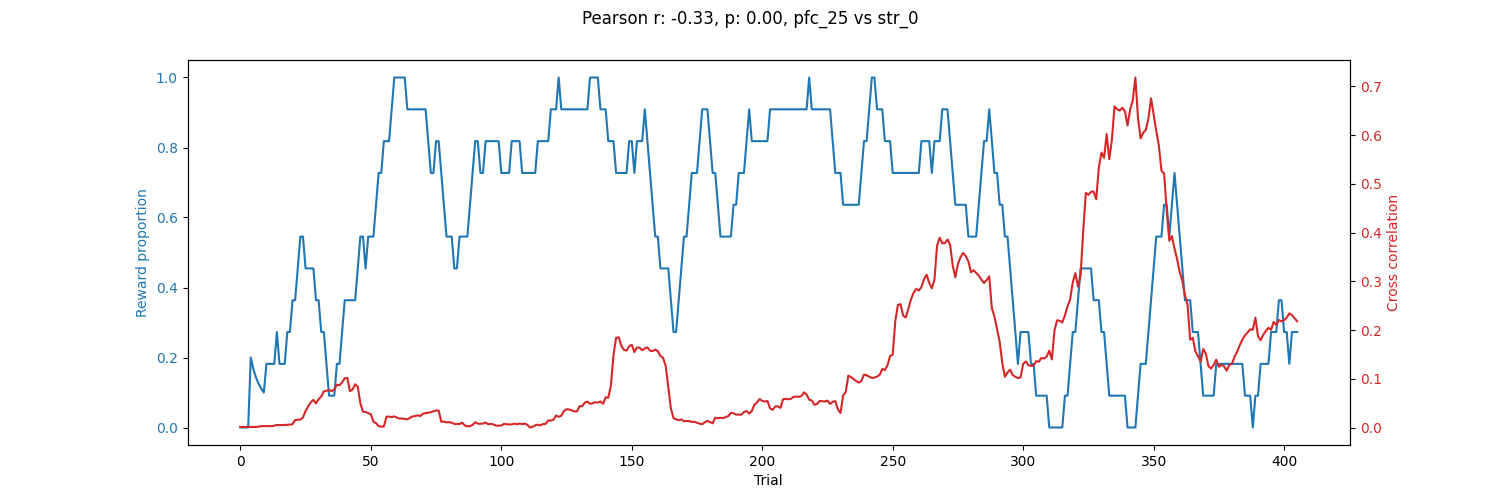 Pearson r: -0.33, p: 0.00, pfc_25 vs str_0
1.0
0.8
0.6
0.4
0.2
0.0
Reward proportion
0.7
0.6
0.5
0.4
0.3
0.2
0.1
0.0
Cross correlation
0 50 100 150 200 250 300 350 400
Trial